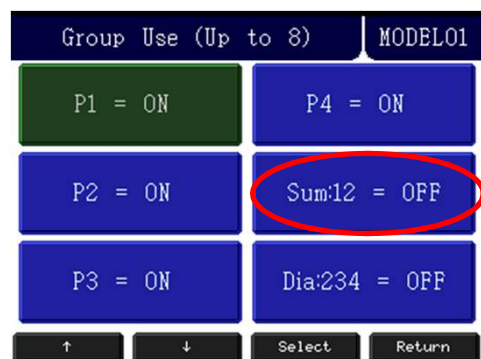 Group Use (Up to 8) MODELO1
P1 = ON
P4 = ON
P2 = ON
Sum:12 = OFF
P3 = ON
Dia:234 = OFF
↑ ↓ Select Return